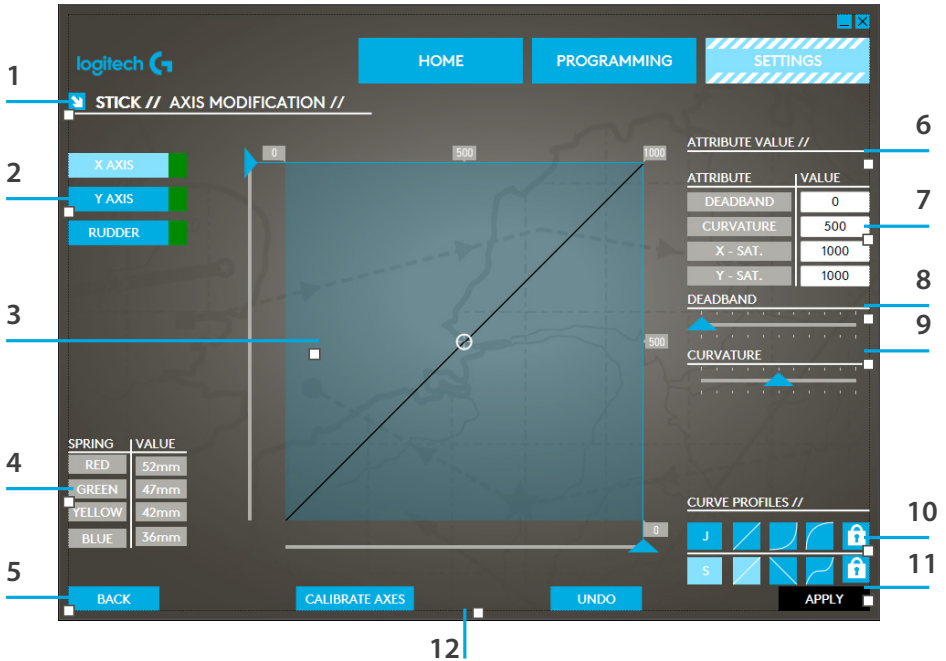 logitech G
HOME
PROGRAMMING
SETTINGS
1
STICK // AXIS MODIFICATION //
2
X AXIS
Y AXIS
RUDDER
0
500
1000
500
0
3
4
SPRING VALUE
RED 52mm
GREEN 47mm
YELLOW 42mm
BLUE 36mm
5
BACK
CALIBRATE AXES
UNDO
APPLY
6
ATTRIBUTE VALUE //
7
ATTRIBUTE VALUE
DEADBAND 0
CURVATURE 500
X - SAT. 1000
Y - SAT. 1000
8
DEADBAND
9
CURVATURE
CURVE PROFILES //
10
J
11
S
12